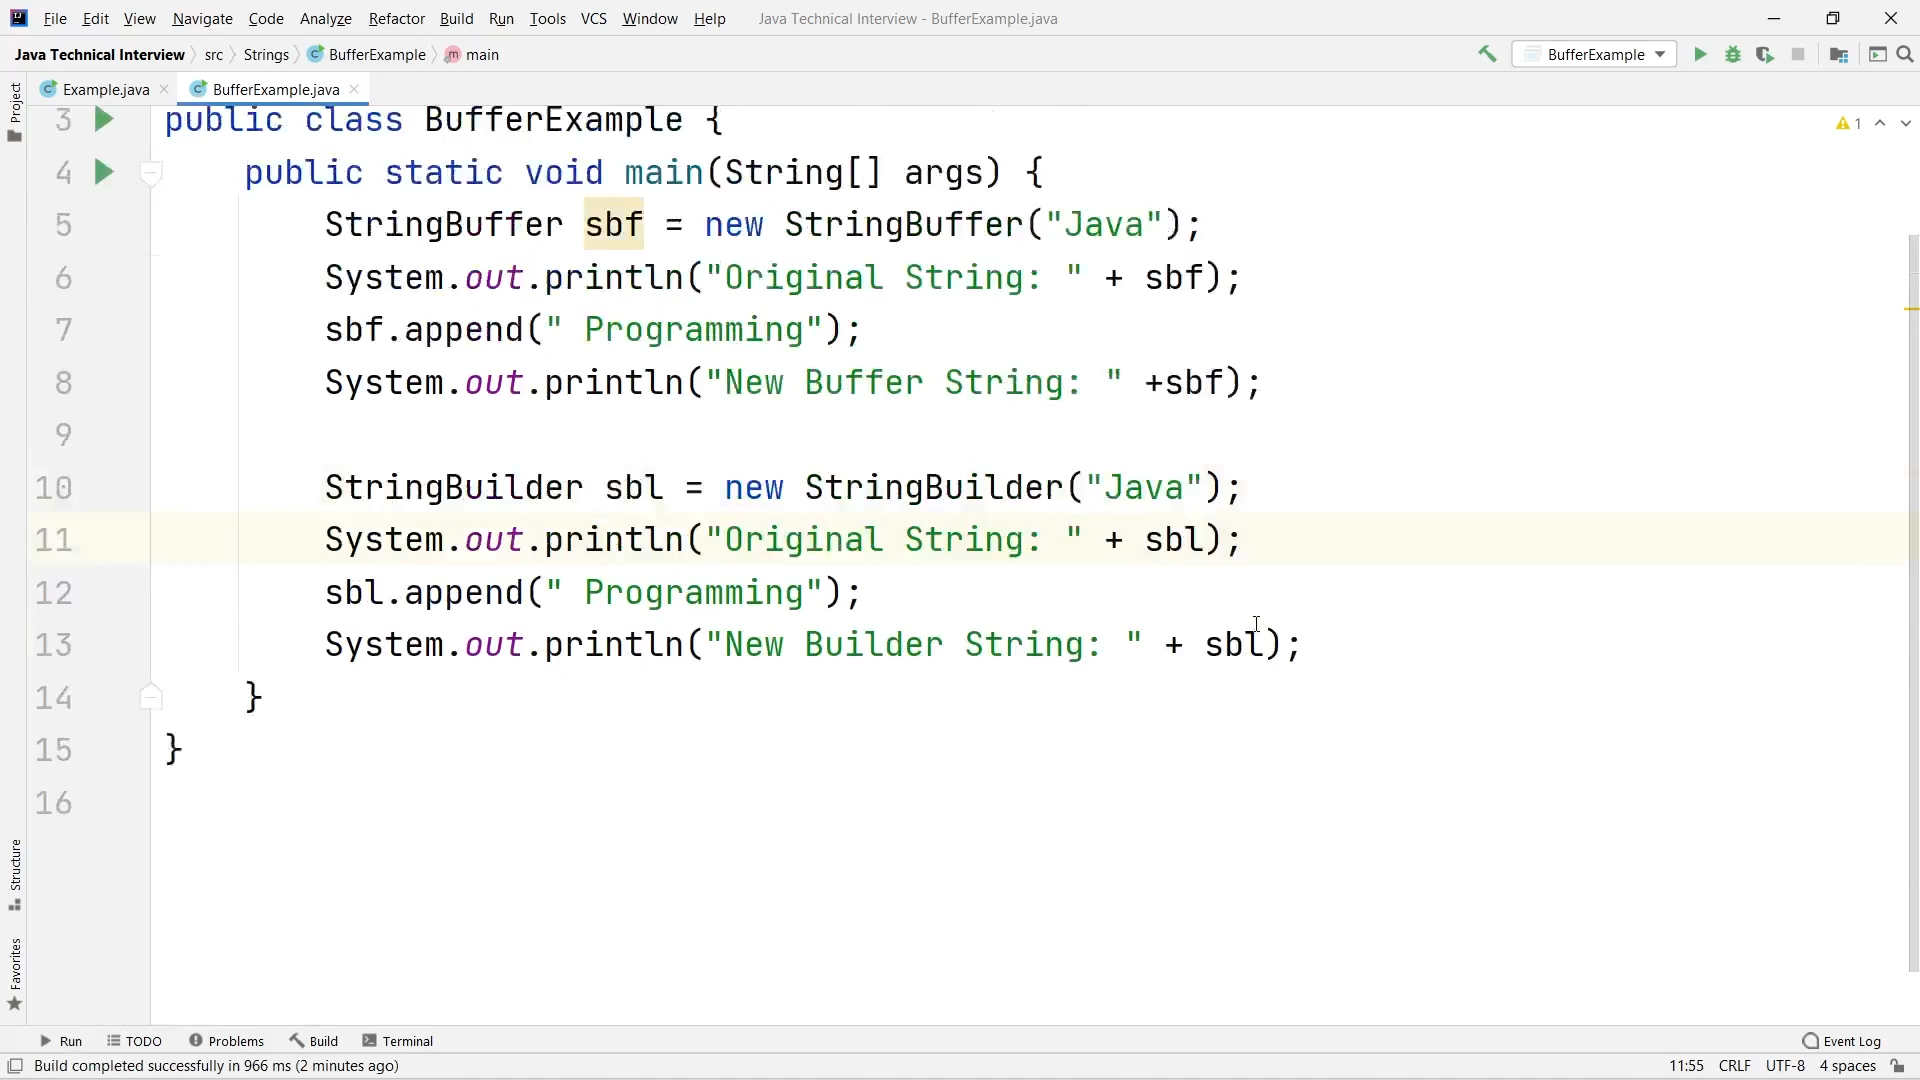 File Edit View Navigate Code Analyze Refactor Build Run Tools VCS Window Help Java Technical Interview - BufferExample.java
Java Technical Interview src Strings BufferExample main BufferExample
Project
Example.java BufferExample.java
3 public class BufferExample {
1
4 public static void main(String[] args) {
5 StringBuffer sbf = new StringBuffer("Java");
6 System.out.println("Original String: " + sbf);
7 sbf.append(" Programming");
8 System.out.println("New Buffer String: " +sbf);
9
10 StringBuilder sbl = new StringBuilder("Java");
11 System.out.println("Original String: " + sbl);
12 sbl.append(" Programming");
13 System.out.println("New Builder String: " + sbl);
14 }
15 }
16
Structure
Favorites
Run TODO Problems Build Terminal Event Log
Build completed successfully in 966 ms (2 minutes ago) 11:55 CRLF UTF-8 4 spaces